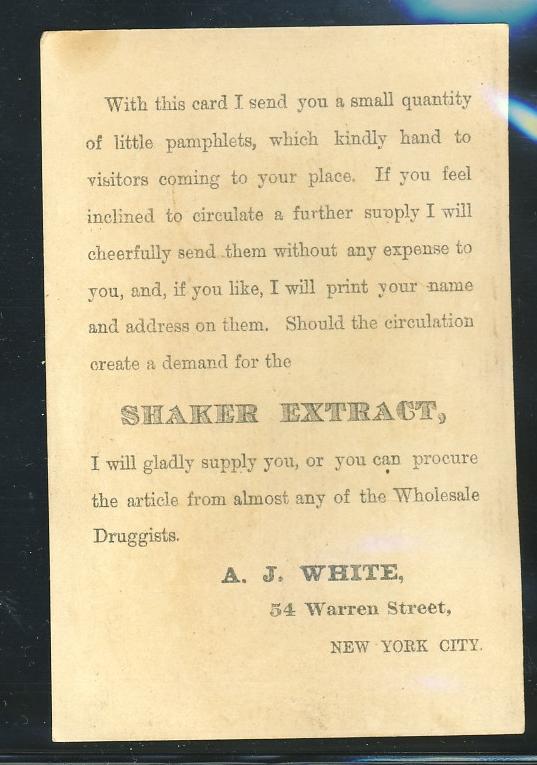 With this card I send you a small quantity
of little pamphlets, which kindly hand to
visitors coming to your place. If you feel
inclined to circulate a further supply I will
cheerfully send them without any expense to
you, and, if you like, I will print your name
and address on them. Should the circulation
create a demand for the
SHAKER EXTRACT,
I will gladly supply you, or you can procure
the article from almost any of the Wholesale
Druggists.
A. J. WHITE,
54 Warren Street,
NEW YORK CITY.